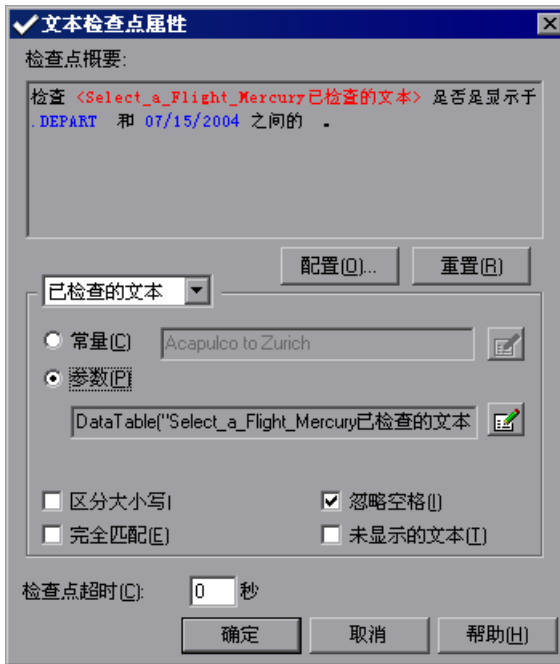 文本检查点属性
检查点概要:
检查 <Select_a_Flight_Mercury已检查的文本> 是否是显示于
.DEPART 和 07/15/2004 之间的 .
配置(O)... 重置(R)
已检查的文本
常量(C) Acapulco to Zurich
参数(P)
DataTable("Select_a_Flight_Mercury已检查的文本
区分大小写( 忽略空格(I)
完全匹配(E) 未显示的文本(T)
检查点超时(C): 0 秒
确定 取消 帮助(H)